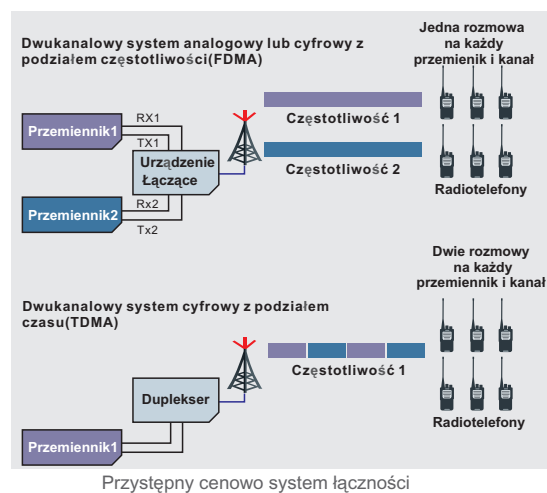 Dwukanałowy system analogowy lub cyfrowy z
podziałem częstotliwości(FDMA)
Jedna rozmowa
na każdy
przemienik i kanał
Przemiennik1
RX1
TX1
Urządzenie
Łączące
Częstotliwość 1
Częstotliwość 2
Przemiennik2
Rx2
Tx2
Radiotelefony
Dwie rozmowy
na każdy
przemiennik i kanał
Dwukanałowy system cyfrowy z podziałem
czasu(TDMA)
Częstotliwość 1
Duplekser
Przemiennik1
Radiotelefony
Przystępny cenowo system łączności